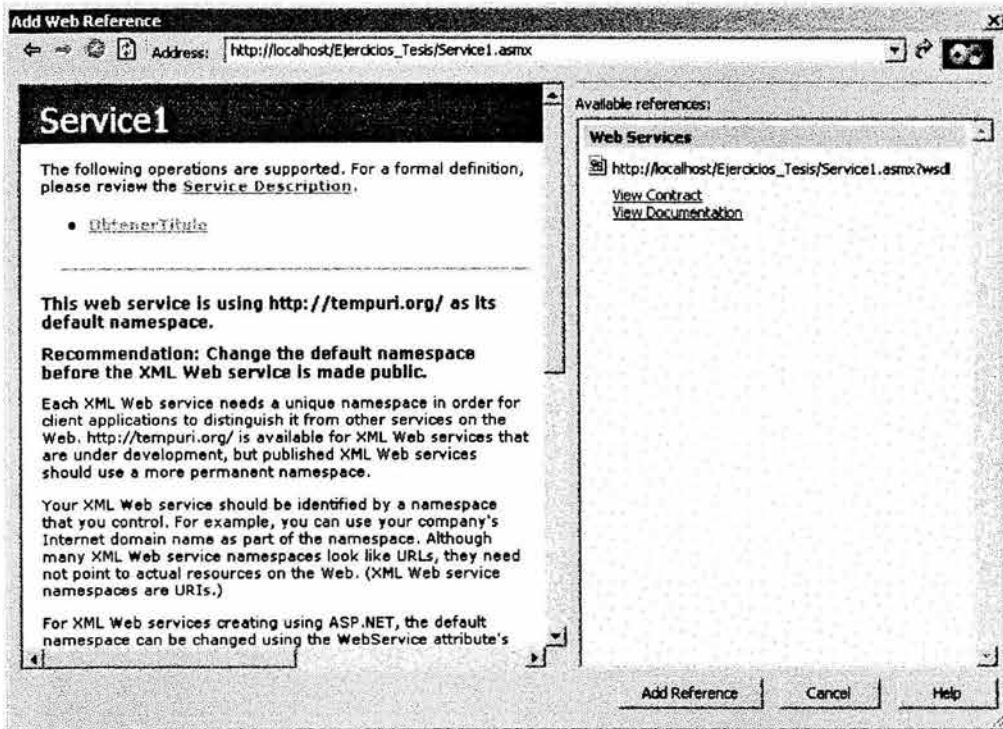 Add Web Reference
Address: http://localhost/Ejercicios_Tesis/Service1.asmx
Service1
The following operations are supported. For a formal definition,
please review the Service Description.
• ObtenerTitulo
This web service is using http://tempuri.org/ as its
default namespace.
Recommendation: Change the default namespace
before the XML Web service is made public.
Each XML Web service needs a unique namespace in order for
client applications to distinguish it from other services on the
Web. http://tempuri.org/ is available for XML Web services that
are under development, but published XML Web services
should use a more permanent namespace.
Your XML Web service should be identified by a namespace
that you control. For example, you can use your company's
Internet domain name as part of the namespace. Although
many XML Web service namespaces look like URLs, they need
not point to actual resources on the Web. (XML Web service
namespaces are URIs.)
For XML Web services creating using ASP.NET, the default
namespace can be changed using the WebService attribute's
Available references:
Web Services
http://localhost/Ejercicios_Tesis/Service1.asmx?wsdl
View Contract
View Documentation
Add Reference
Cancel
Help